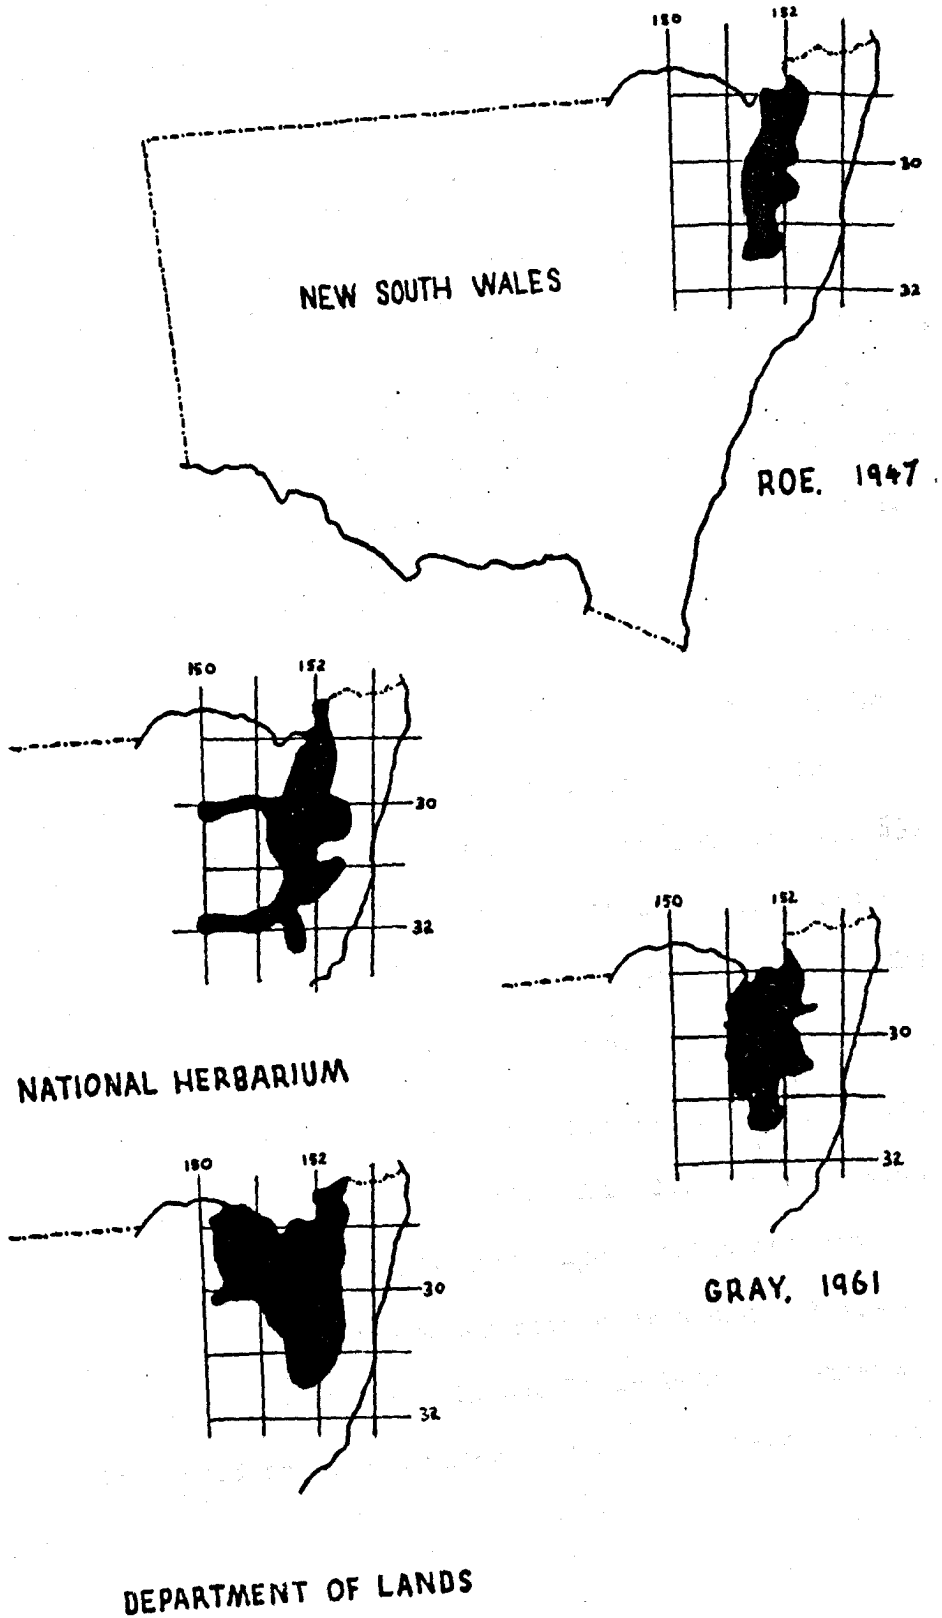 150 152
30
NEW SOUTH WALES
32
ROE. 1947
150 152
30
32
150 152
30
32
NATIONAL HERBARIUM
150 152
30
32
GRAY. 1961
DEPARTMENT OF LANDS